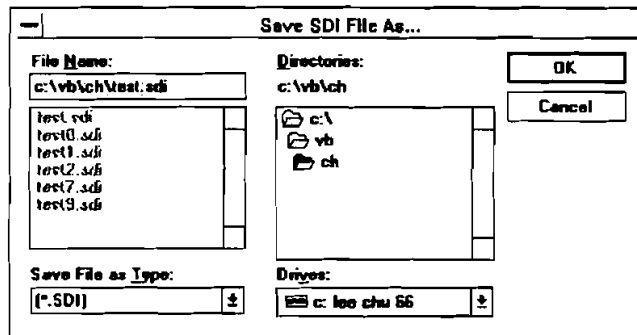 Save SDI File As...
File Name:
c:\vb\ch\test.sdi
test.sdi
test0.sdi
test1.sdi
test2.sdi
test7.sdi
test9.sdi
Save File as Type:
(*.SDI)
Directories:
c:\vb\ch
c:\
vb
ch
Drives:
c: lee chu 66
OK
Cancel